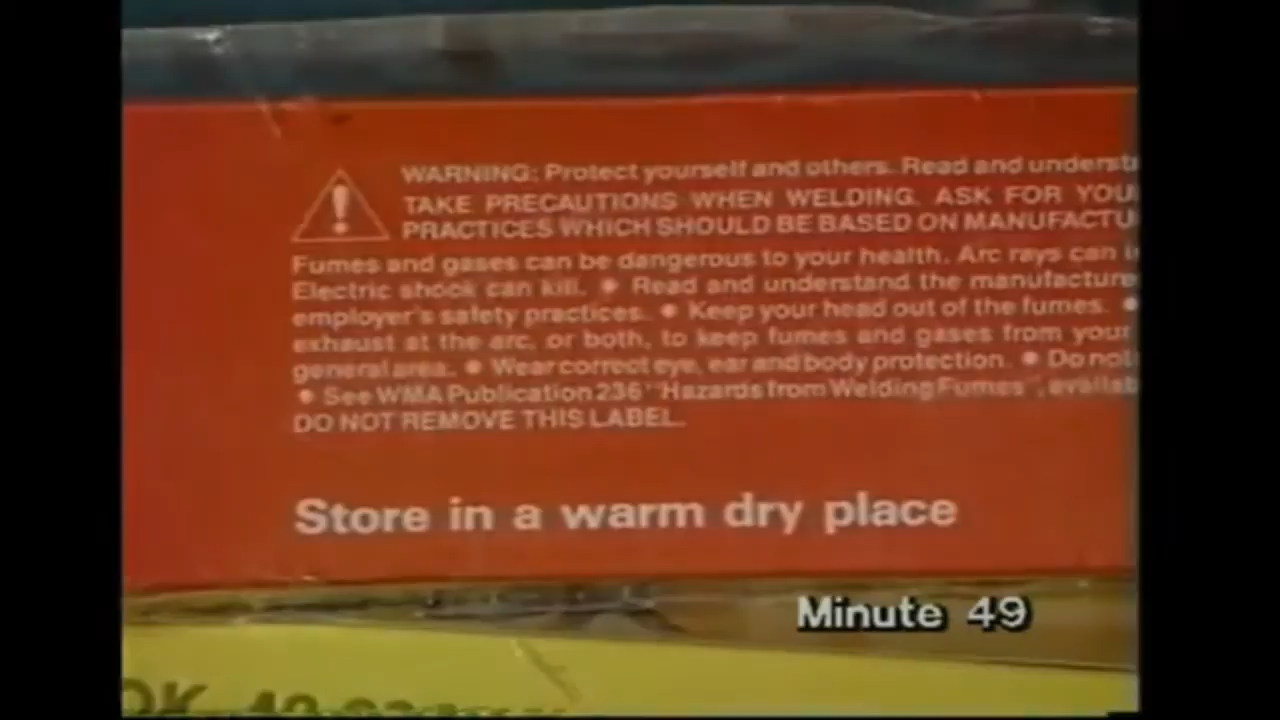 WARNING: Protect yourself and others. Read and underst
TAKE PRECAUTIONS WHEN WELDING. ASK FOR YOU
PRACTICES WHICH SHOULD BE BASED ON MANUFACTU
Fumes and gases can be dangerous to your health. Arc rays can
Electric shock can kill. • Read and understand the manufacture
employer's safety practices. • Keep your head out of the fumes. •
exhaust at the arc, or both, to keep fumes and gases from your
general area. • Wear correct eye, ear and body protection. • Do not
• See WMA Publication 236 "Hazards from Welding Fumes", availab
DO NOT REMOVE THIS LABEL.
Store in a warm dry place
Minute 49
OK